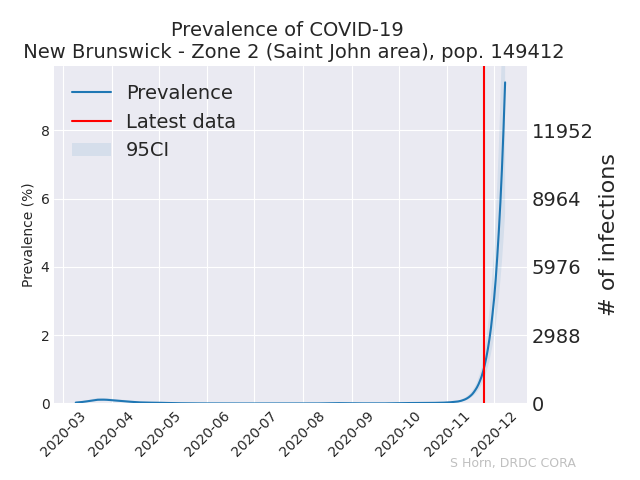 Prevalence of COVID-19
New Brunswick - Zone 2 (Saint John area), pop. 149412
Prevalence
Latest data
95CI
Prevalence (%)
8
6
4
2
0
11952
8964
5976
2988
0
# of infections
2020-03
2020-04
2020-05
2020-06
2020-07
2020-08
2020-09
2020-10
2020-11
2020-12
S Horn, DRDC CORA